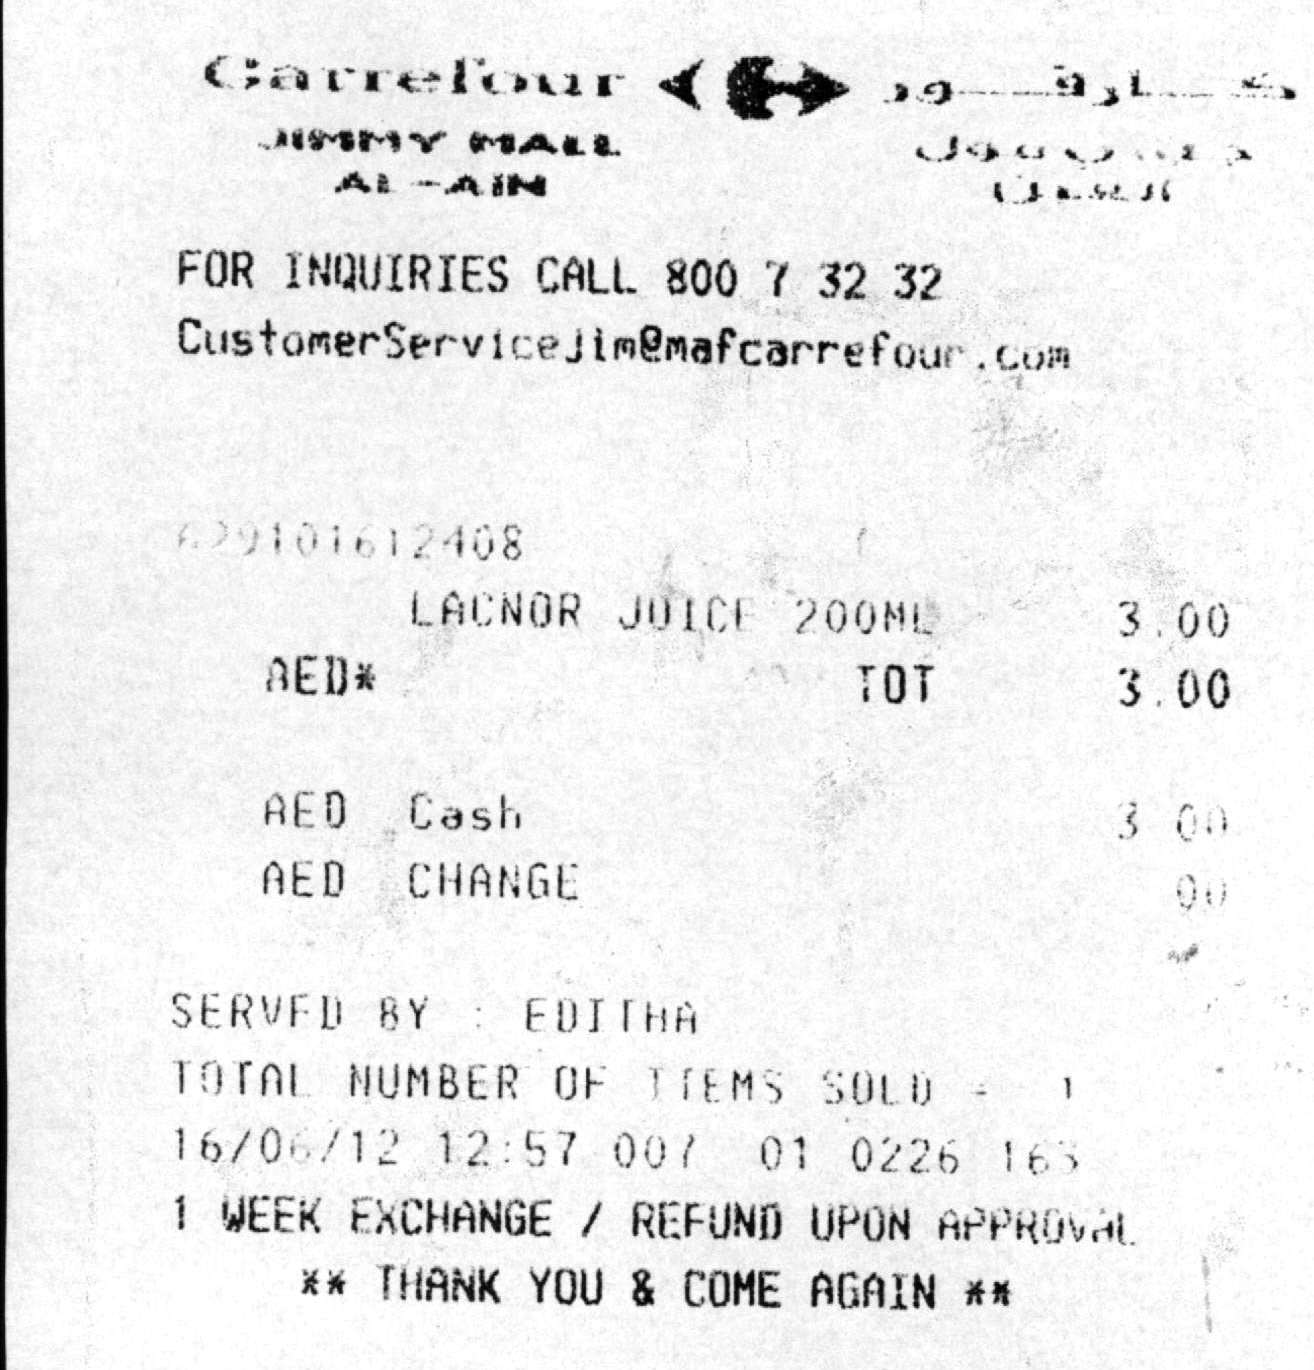 Carrefour كارفور
JIMMY MALL
AL-AIN العين
FOR INQUIRIES CALL 800 7 32 32
CustomerServiceJim@mafcarrefour.com
629101612408
LACNOR JUICE 200ML 3.00
AED* TOT 3.00
AED Cash 3.00
AED CHANGE .00
SERVED BY : EDITHA
TOTAL NUMBER OF ITEMS SOLD = 1
16/06/12 12:57 007 01 0226 163
1 WEEK EXCHANGE / REFUND UPON APPROVAL
** THANK YOU & COME AGAIN **